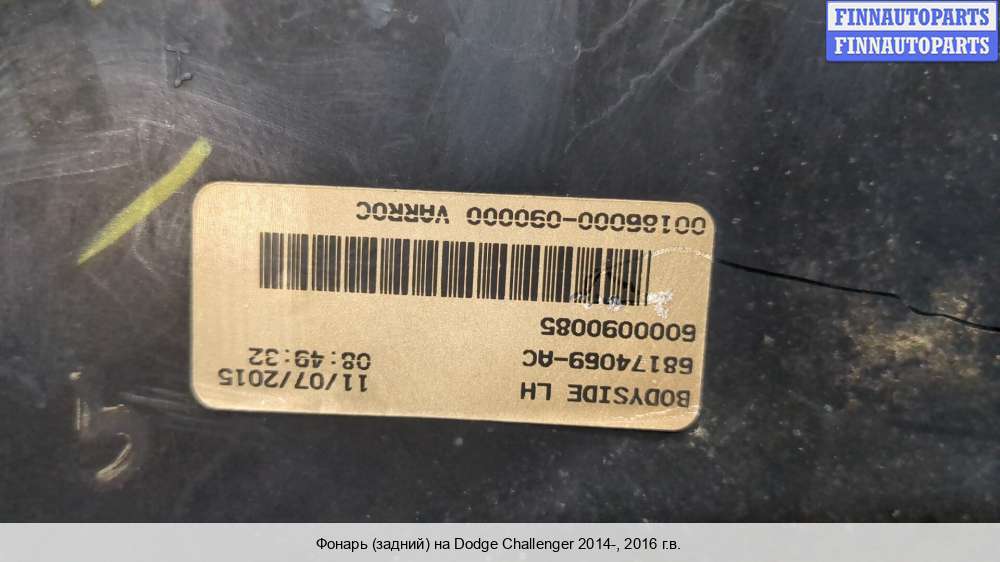 FINNAUTOPARTS
FINNAUTOPARTS
BODYSIDE LH 11/07/2015
68174069-AC 08:49:32
6000090085
00186000-090000 VARROC
Фонарь (задний) на Dodge Challenger 2014-, 2016 г.в.